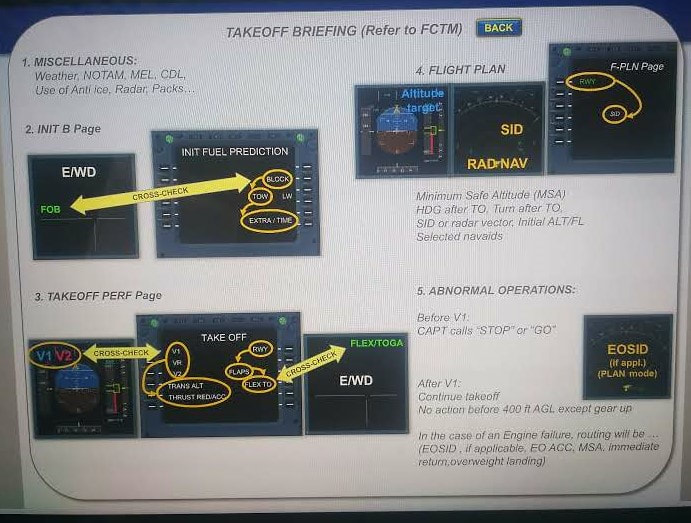 TAKEOFF BRIEFING (Refer to FCTM)
BACK
1. MISCELLANEOUS:
Weather, NOTAM, MEL, CDL,
Use of Anti ice, Radar, Packs…
2. INIT B Page
E/WD
FOB
CROSS-CHECK
INIT FUEL PREDICTION
BLOCK
TOW
LW
EXTRA / TIME
3. TAKEOFF PERF Page
V1 V2
CROSS-CHECK
TAKE OFF
V1
VR
V2
RWY
FLAPS
TRANS ALT
FLEX TO
THRUST RED/ACC
CROSS-CHECK
FLEX/TOGA
E/WD
4. FLIGHT PLAN
Altitude
target
SID
RAD NAV
F-PLN Page
RWY
SID
Minimum Safe Altitude (MSA)
HDG after TO, Turn after TO,
SID or radar vector, Initial ALT/FL
Selected navaids
5. ABNORMAL OPERATIONS:
Before V1:
CAPT calls “STOP” or “GO”
EOSID
(if appl.)
(PLAN mode)
After V1:
Continue takeoff
No action before 400 ft AGL except gear up
In the case of an Engine failure, routing will be …
(EOSID , if applicable, EO ACC, MSA, immediate
return,overweight landing)